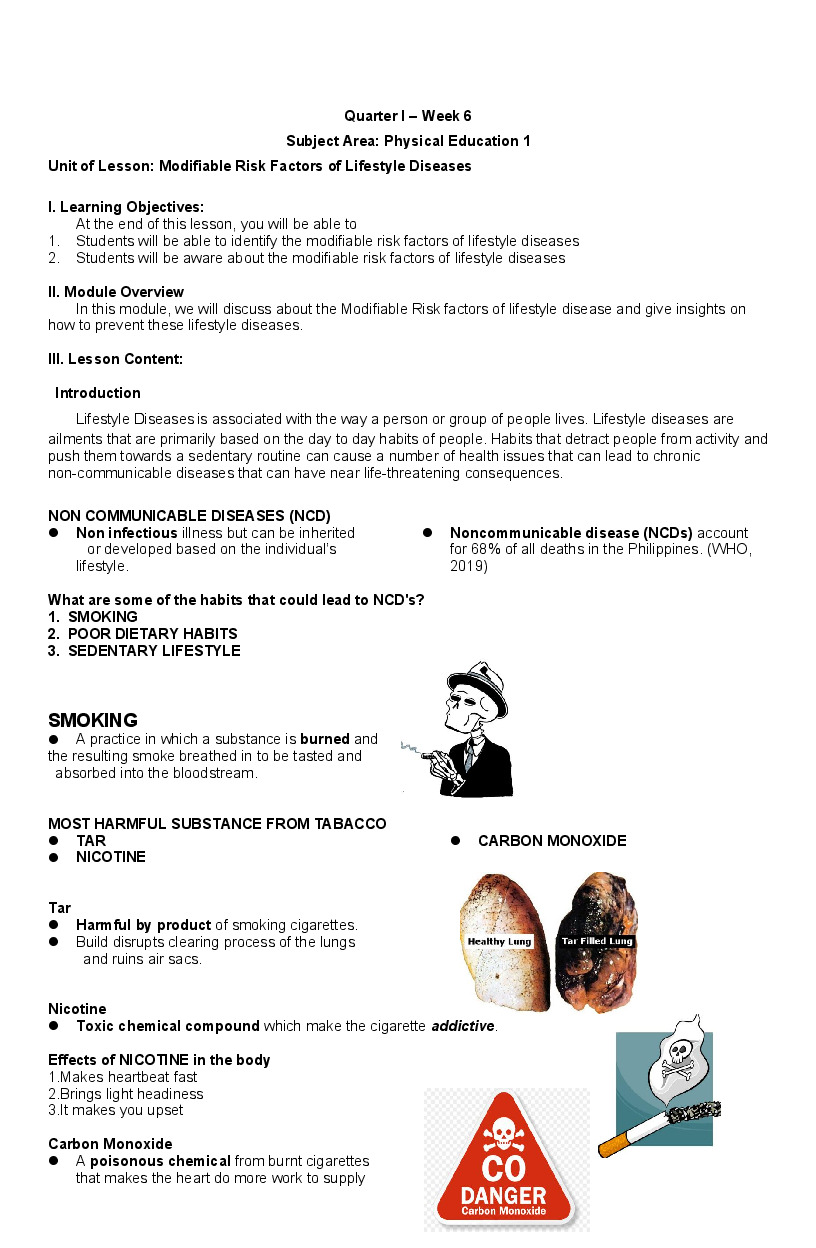 Quarter I – Week 6
Subject Area: Physical Education 1
Unit of Lesson: Modifiable Risk Factors of Lifestyle Diseases
I. Learning Objectives:
At the end of this lesson, you will be able to
1. Students will be able to identify the modifiable risk factors of lifestyle diseases
2. Students will be aware about the modifiable risk factors of lifestyle diseases
II. Module Overview
In this module, we will discuss about the Modifiable Risk factors of lifestyle disease and give insights on
how to prevent these lifestyle diseases.
III. Lesson Content:
Introduction
Lifestyle Diseases is associated with the way a person or group of people lives. Lifestyle diseases are
ailments that are primarily based on the day to day habits of people. Habits that detract people from activity and
push them towards a sedentary routine can cause a number of health issues that can lead to chronic
non-communicable diseases that can have near life-threatening consequences.
NON COMMUNICABLE DISEASES (NCD)
● Non infectious illness but can be inherited
or developed based on the individual's
lifestyle.
● Noncommunicable disease (NCDs) account
for 68% of all deaths in the Philippines. (WHO,
2019)
What are some of the habits that could lead to NCD's?
1. SMOKING
2. POOR DIETARY HABITS
3. SEDENTARY LIFESTYLE
SMOKING
● A practice in which a substance is burned and
the resulting smoke breathed in to be tasted and
absorbed into the bloodstream.
MOST HARMFUL SUBSTANCE FROM TABACCO
● TAR
● NICOTINE
● CARBON MONOXIDE
Tar
● Harmful by product of smoking cigarettes.
● Build disrupts clearing process of the lungs
and ruins air sacs.
Healthy Lung
Tar Filled Lung
Nicotine
● Toxic chemical compound which make the cigarette addictive.
Effects of NICOTINE in the body
1.Makes heartbeat fast
2.Brings light headiness
3.It makes you upset
Carbon Monoxide
● A poisonous chemical from burnt cigarettes
that makes the heart do more work to supply
CO
DANGER
Carbon Monoxide